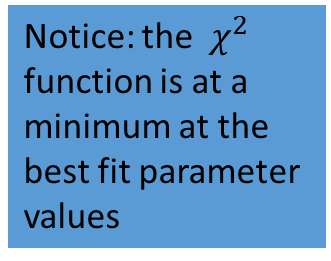 Notice: the χ²
function is at a
minimum at the
best fit parameter
values